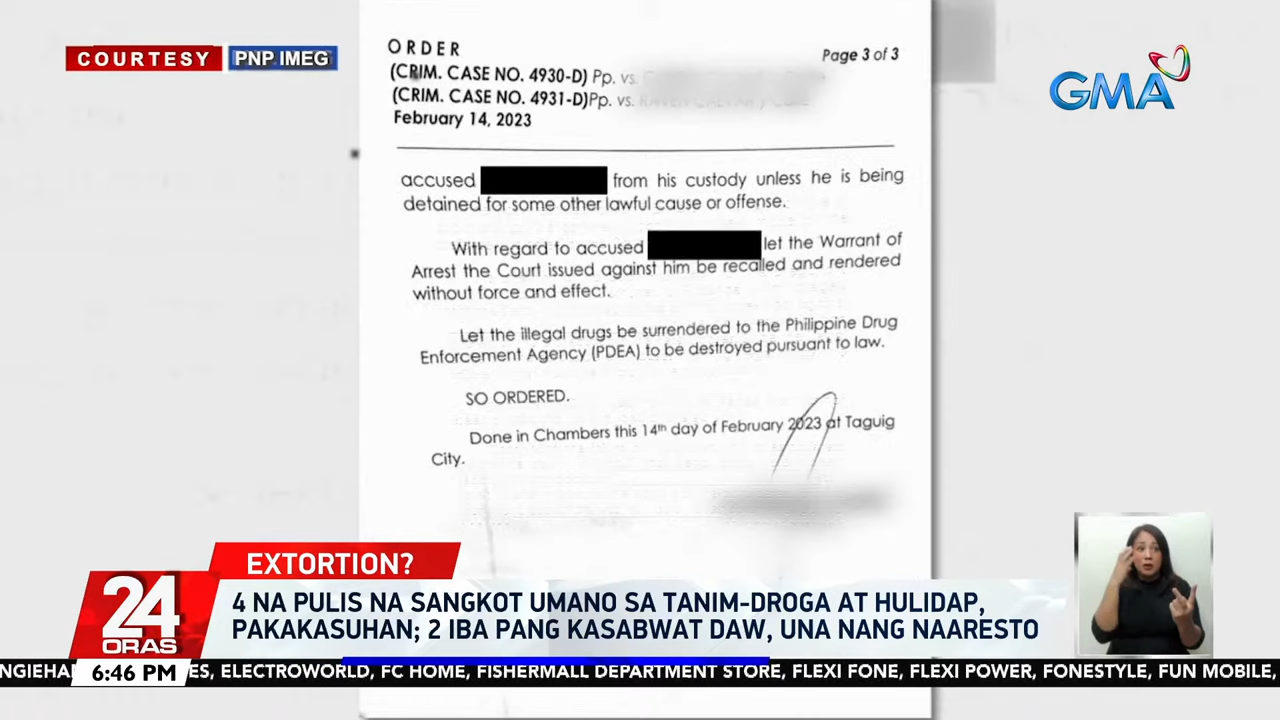 COURTESY PNP IMEG
GMA
ORDER
Page 3 of 3
(CRIM. CASE NO. 4930-D) Pp. vs.
(CRIM. CASE NO. 4931-D)Pp. vs.
February 14, 2023
accused from his custody unless he is being
detained for some other lawful cause or offense.
With regard to accused let the Warrant of
Arrest the Court issued against him be recalled and rendered
without force and effect.
Let the illegal drugs be surrendered to the Philippine Drug
Enforcement Agency (PDEA) to be destroyed pursuant to law.
SO ORDERED.
Done in Chambers this 14th day of February 2023 at Taguig
City.
EXTORTION?
24 ORAS
4 NA PULIS NA SANGKOT UMANO SA TANIM-DROGA AT HULIDAP,
PAKAKASUHAN; 2 IBA PANG KASABWAT DAW, UNA NANG NAARESTO
6:46 PM
ELECTROWORLD, FC HOME, FISHERMALL DEPARTMENT STORE, FLEXI FONE, FLEXI POWER, FONESTYLE, FUN MOBILE,